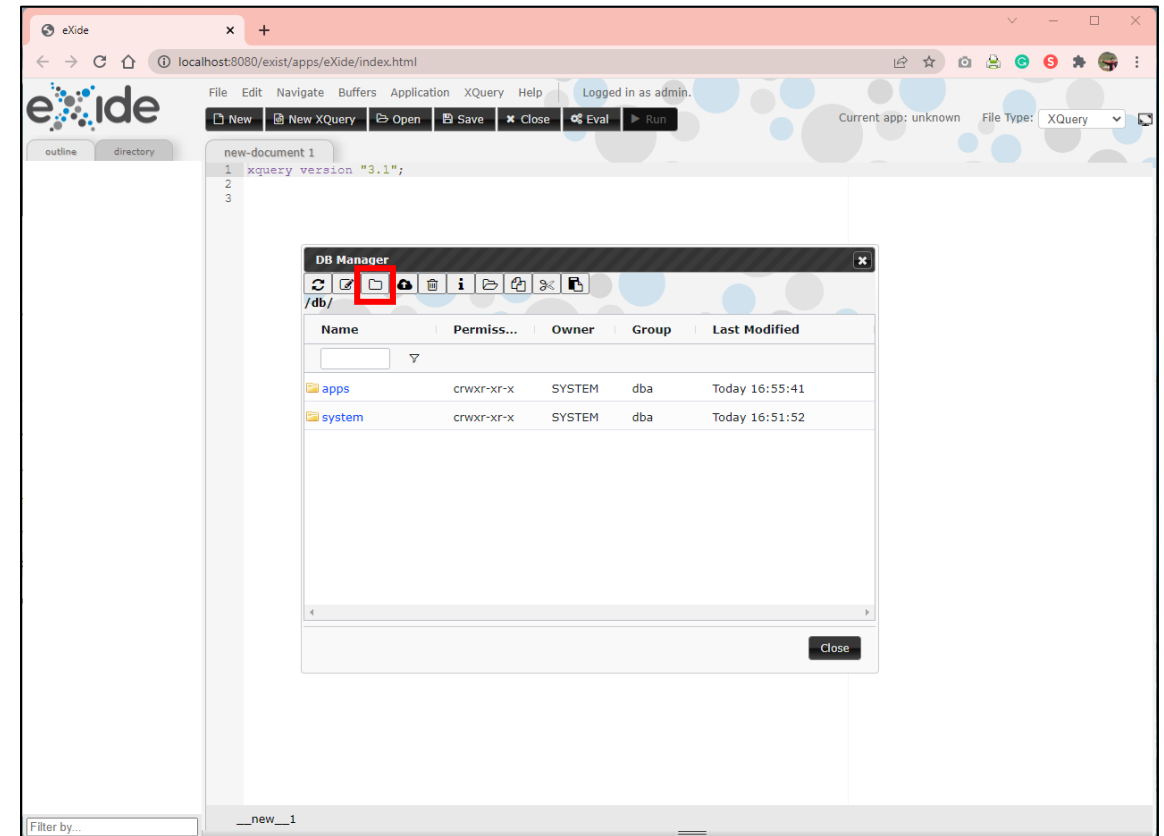 eXide
localhost:8080/exist/apps/eXide/index.html
exide
File Edit Navigate Buffers Application XQuery Help Logged in as admin.
New New XQuery Open Save Close Eval Run Current app: unknown File Type: XQuery
outline directory new-document 1
1 xquery version "3.1";
2
3
DB Manager
/db/
Name Permiss... Owner Group Last Modified
apps crwxr-xr-x SYSTEM dba Today 16:55:41
system crwxr-xr-x SYSTEM dba Today 16:51:52
Close
__new__1
Filter by...